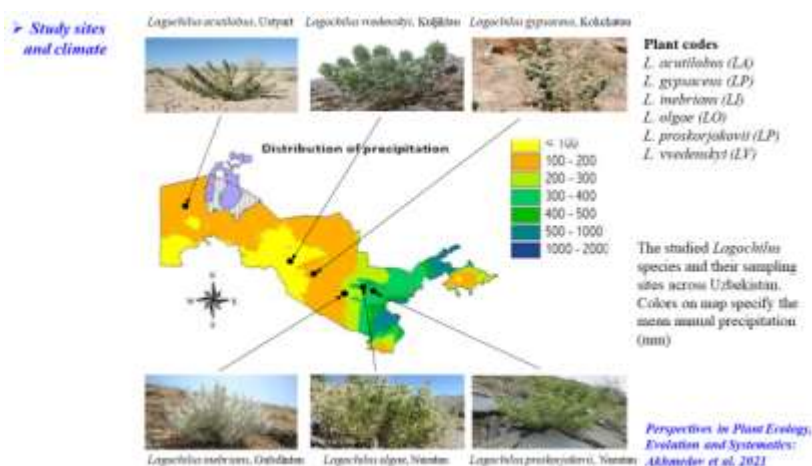 ➢ Study sites
and climate
Lagochilus acutilobus, Ustyurt
Lagochilus vvedenskyi, Kuljiktau
Lagochilus gypsaceus, Kokchatau
Plant codes
L. acutilobus (LA)
L. gypsaceus (LP)
L. inebrians (LI)
L. olgae (LO)
L. proskorjakovii (LP)
L. vvedenskyi (LV)
Distribution of precipitation
< 100
100 - 200
200 - 300
300 - 400
400 - 500
500 - 1000
1000 - 2000
N
The studied Lagochilus
species and their sampling
sites across Uzbekistan.
Colors on map specify the
mean annual precipitation
(mm)
Lagochilus inebrians,
Lagochilus olgae, Nuratau
Lagochilus proskorjakovii, Nuratau
Perspectives in Plant Ecology,
Evolution and Systematics:
Akhmedov et al. 2021